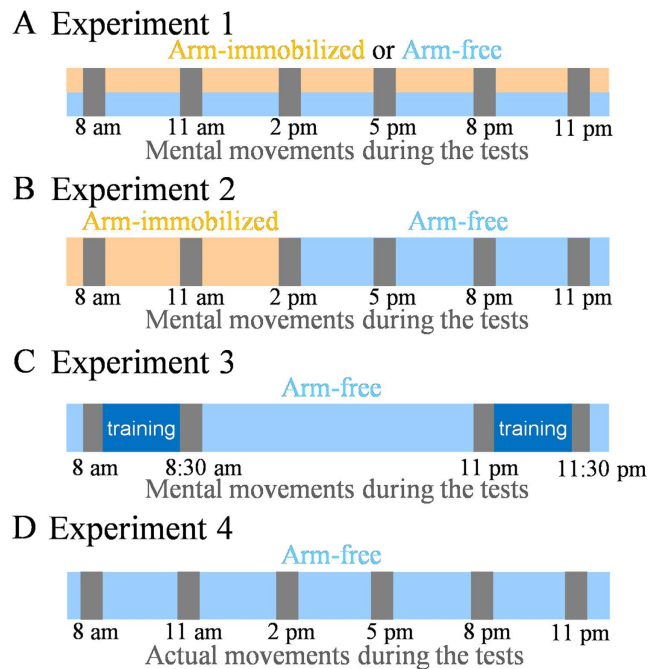 A Experiment 1
Arm-immobilized or Arm-free
8 am 11 am 2 pm 5 pm 8 pm 11 pm
Mental movements during the tests
B Experiment 2
Arm-immobilized Arm-free
8 am 11 am 2 pm 5 pm 8 pm 11 pm
Mental movements during the tests
C Experiment 3
Arm-free
training training
8 am 8:30 am 11 pm 11:30 pm
Mental movements during the tests
D Experiment 4
Arm-free
8 am 11 am 2 pm 5 pm 8 pm 11 pm
Actual movements during the tests